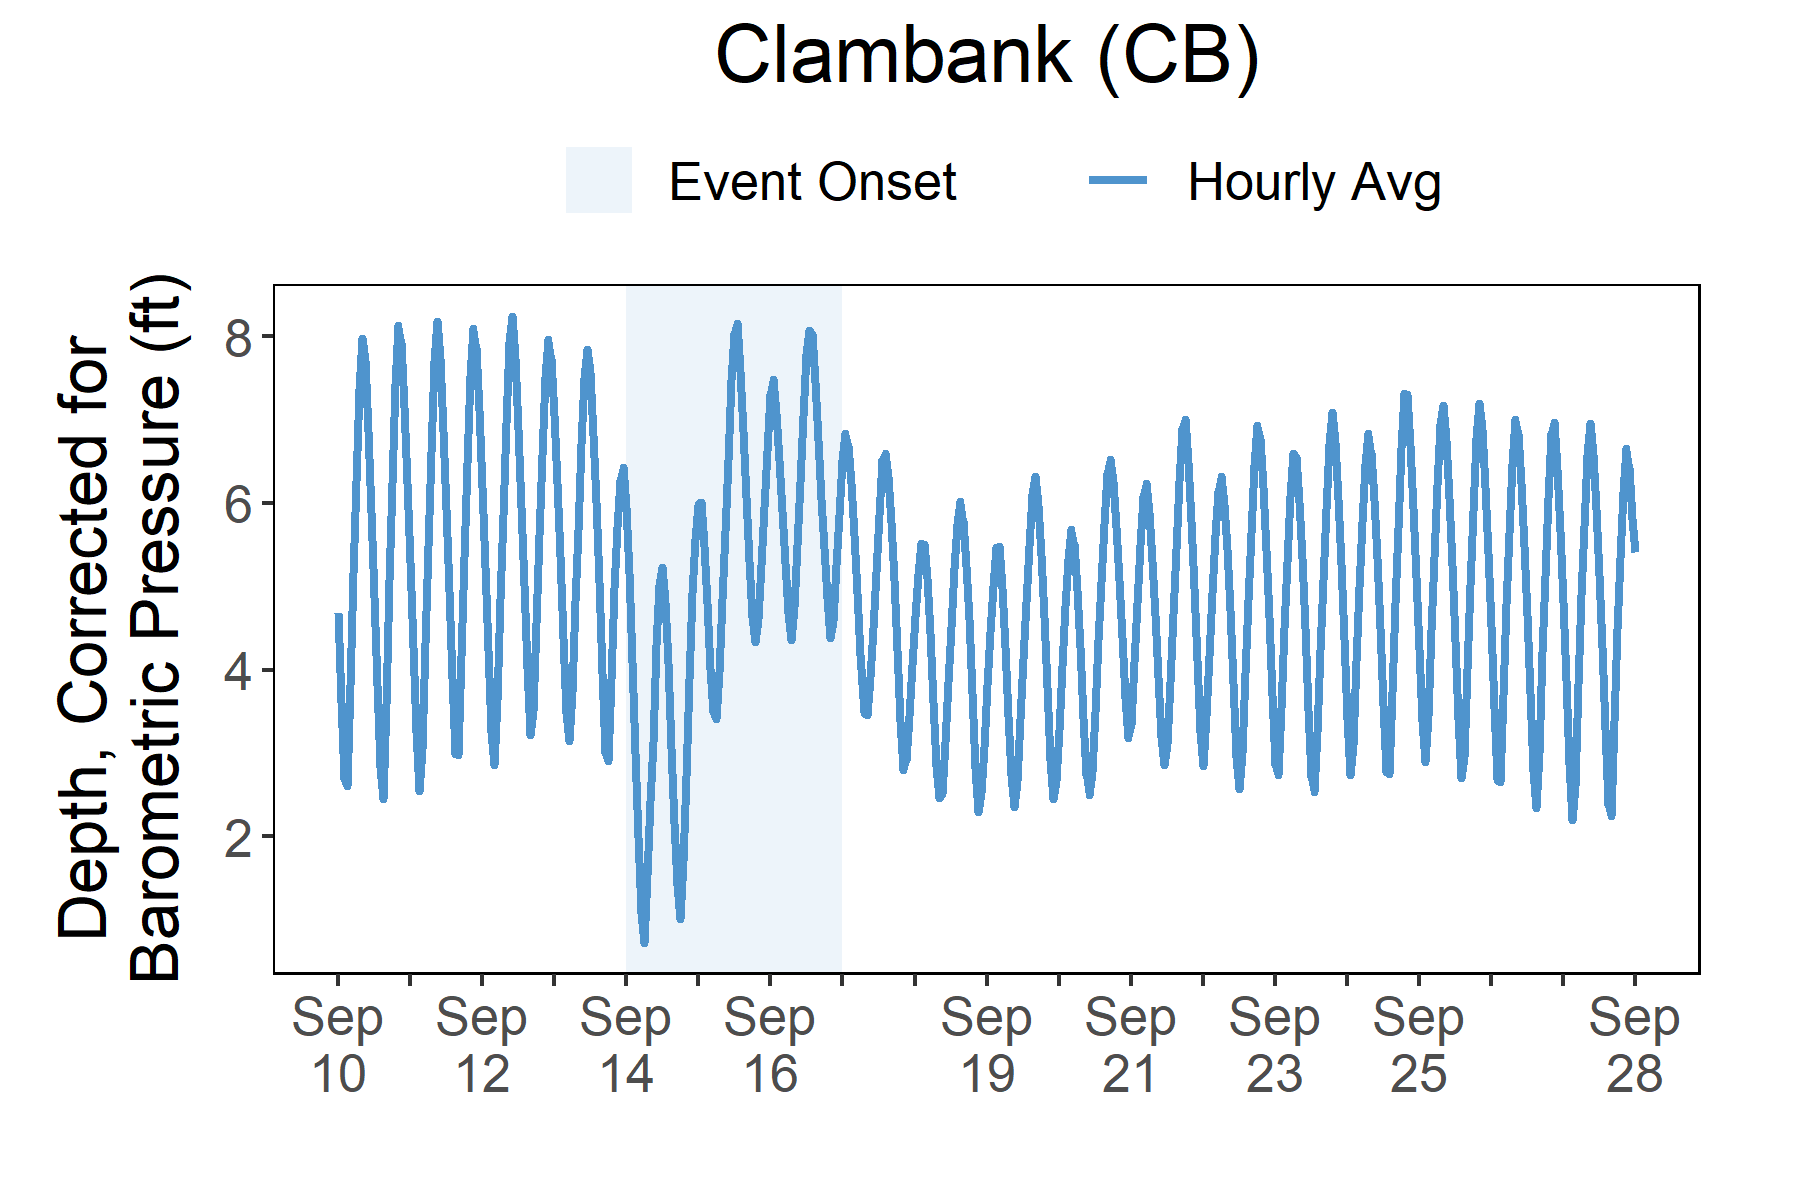 Clambank (CB)
Event Onset
Hourly Avg
Depth, Corrected for
Barometric Pressure (ft)
8
6
4
2
Sep Sep Sep Sep Sep Sep Sep Sep Sep
10 12 14 16 19 21 23 25 28